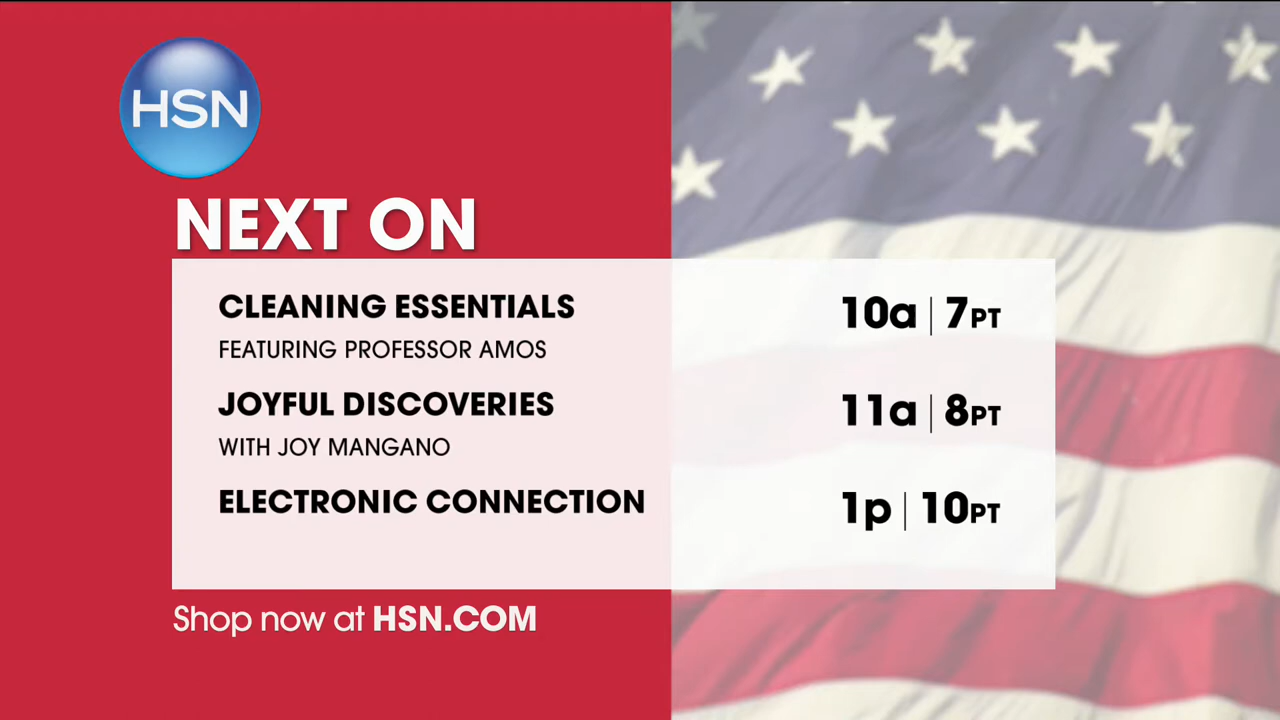 HSN
NEXT ON
CLEANING ESSENTIALS 10a | 7PT
FEATURING PROFESSOR AMOS
JOYFUL DISCOVERIES 11a | 8PT
WITH JOY MANGANO
ELECTRONIC CONNECTION 1p | 10PT
Shop now at HSN.COM